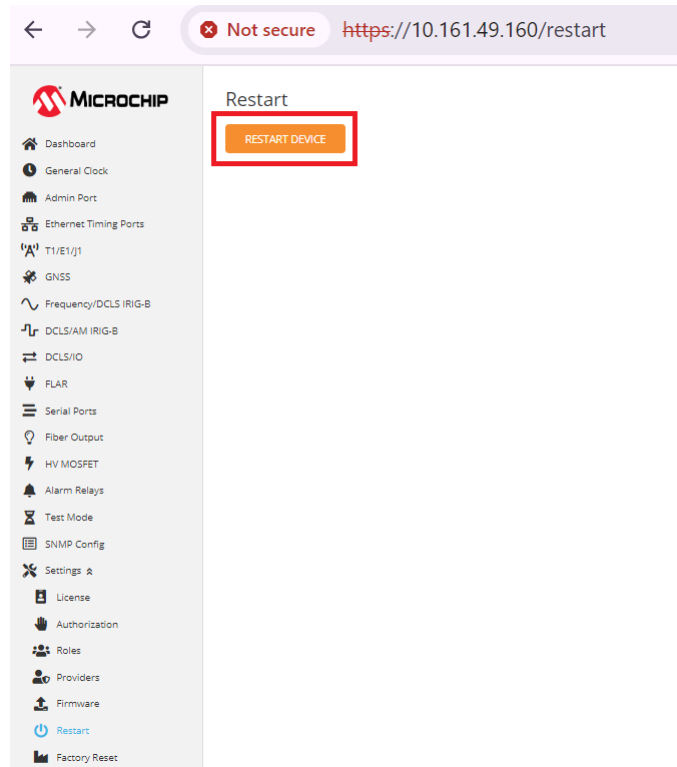 Not secure https://10.161.49.160/restart
MICROCHIP
Restart
RESTART DEVICE
Dashboard
General Clock
Admin Port
Ethernet Timing Ports
T1/E1/J1
GNSS
Frequency/DCLS IRIG-B
DCLS/AM IRIG-B
DCLS/IO
FLAR
Serial Ports
Fiber Output
HV MOSFET
Alarm Relays
Test Mode
SNMP Config
Settings
License
Authorization
Roles
Providers
Firmware
Restart
Factory Reset